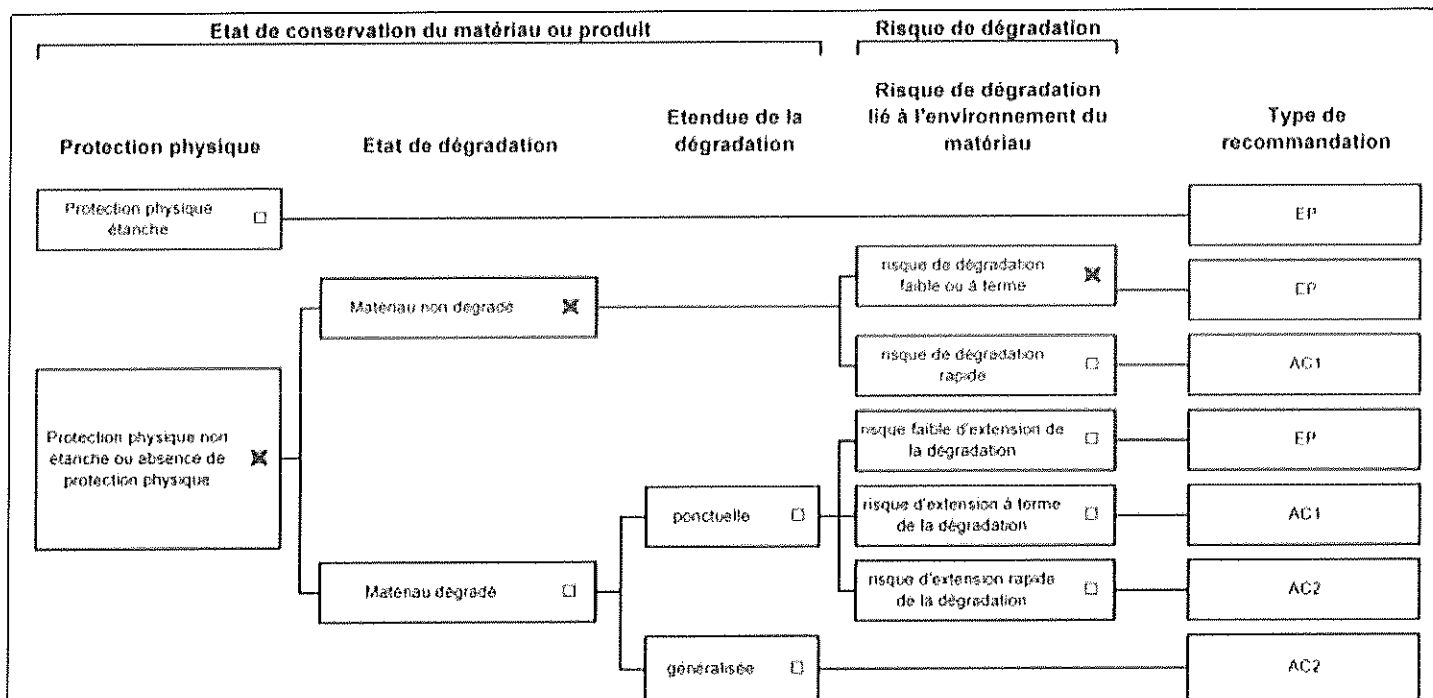 Etat de conservation du matériau ou produit
Risque de dégradation
Protection physique
Etat de dégradation
Etendue de la
dégradation
Risque de dégradation
lié à l'environnement du
matériau
Type de
recommandation
Protection physique
étanche
EP
risque de dégradation
faible ou à terme
EP
Matériau non dégradé
risque de dégradation
rapide
AC1
Protection physique non
étanche ou absence de
protection physique
risque faible d'extension de
la dégradation
EP
ponctuelle
risque d'extension à terme
de la dégradation
AC1
Matériau dégradé
risque d'extension rapide
de la dégradation
AC2
généralisée
AC2